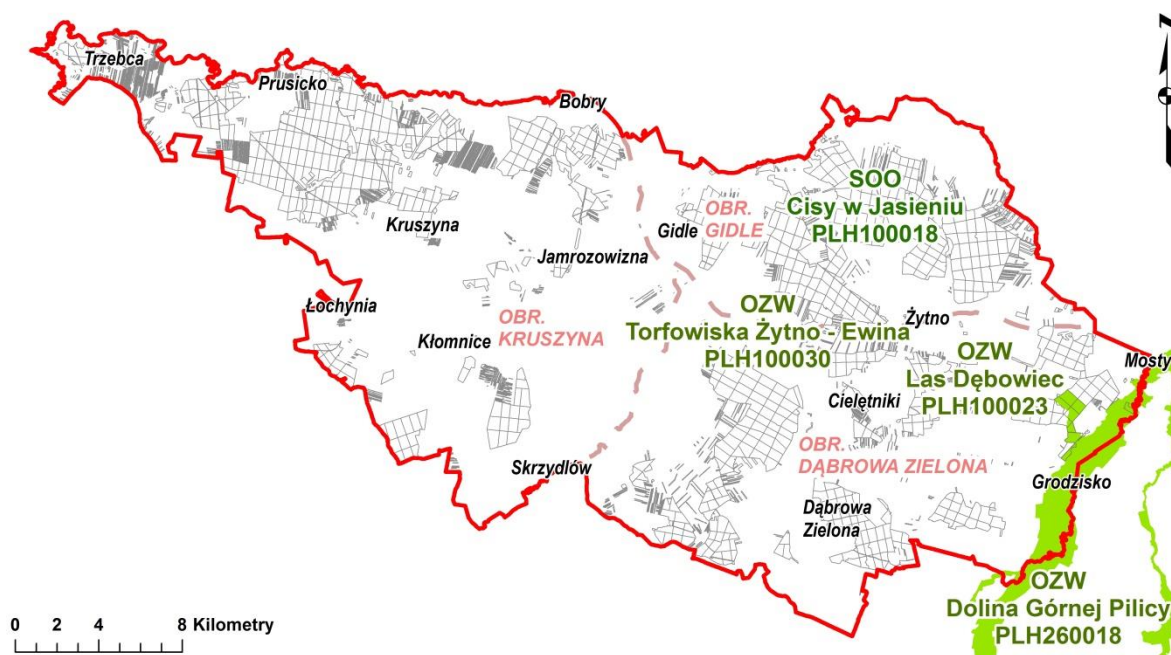 Trzebca
Prusicko
Bobry
Kruszyna
Gidle
OBR.
GIDLE
SOO
Cisy w Jasieniu
PLH100018
Jamrozowizna
Łochynia
Kłomnice
OBR.
KRUSZYNA
OZW
Torfowiska Żytno - Ewina
PLH100030
Żytno
OZW
Las Dębowiec
PLH100023
Mosty
Cielętniki
OBR.
DĄBROWA ZIELONA
Skrzydlów
Grodzisko
Dąbrowa
Zielona
OZW
Dolina Górnej Pilicy
PLH260018
0 2 4 8 Kilometry